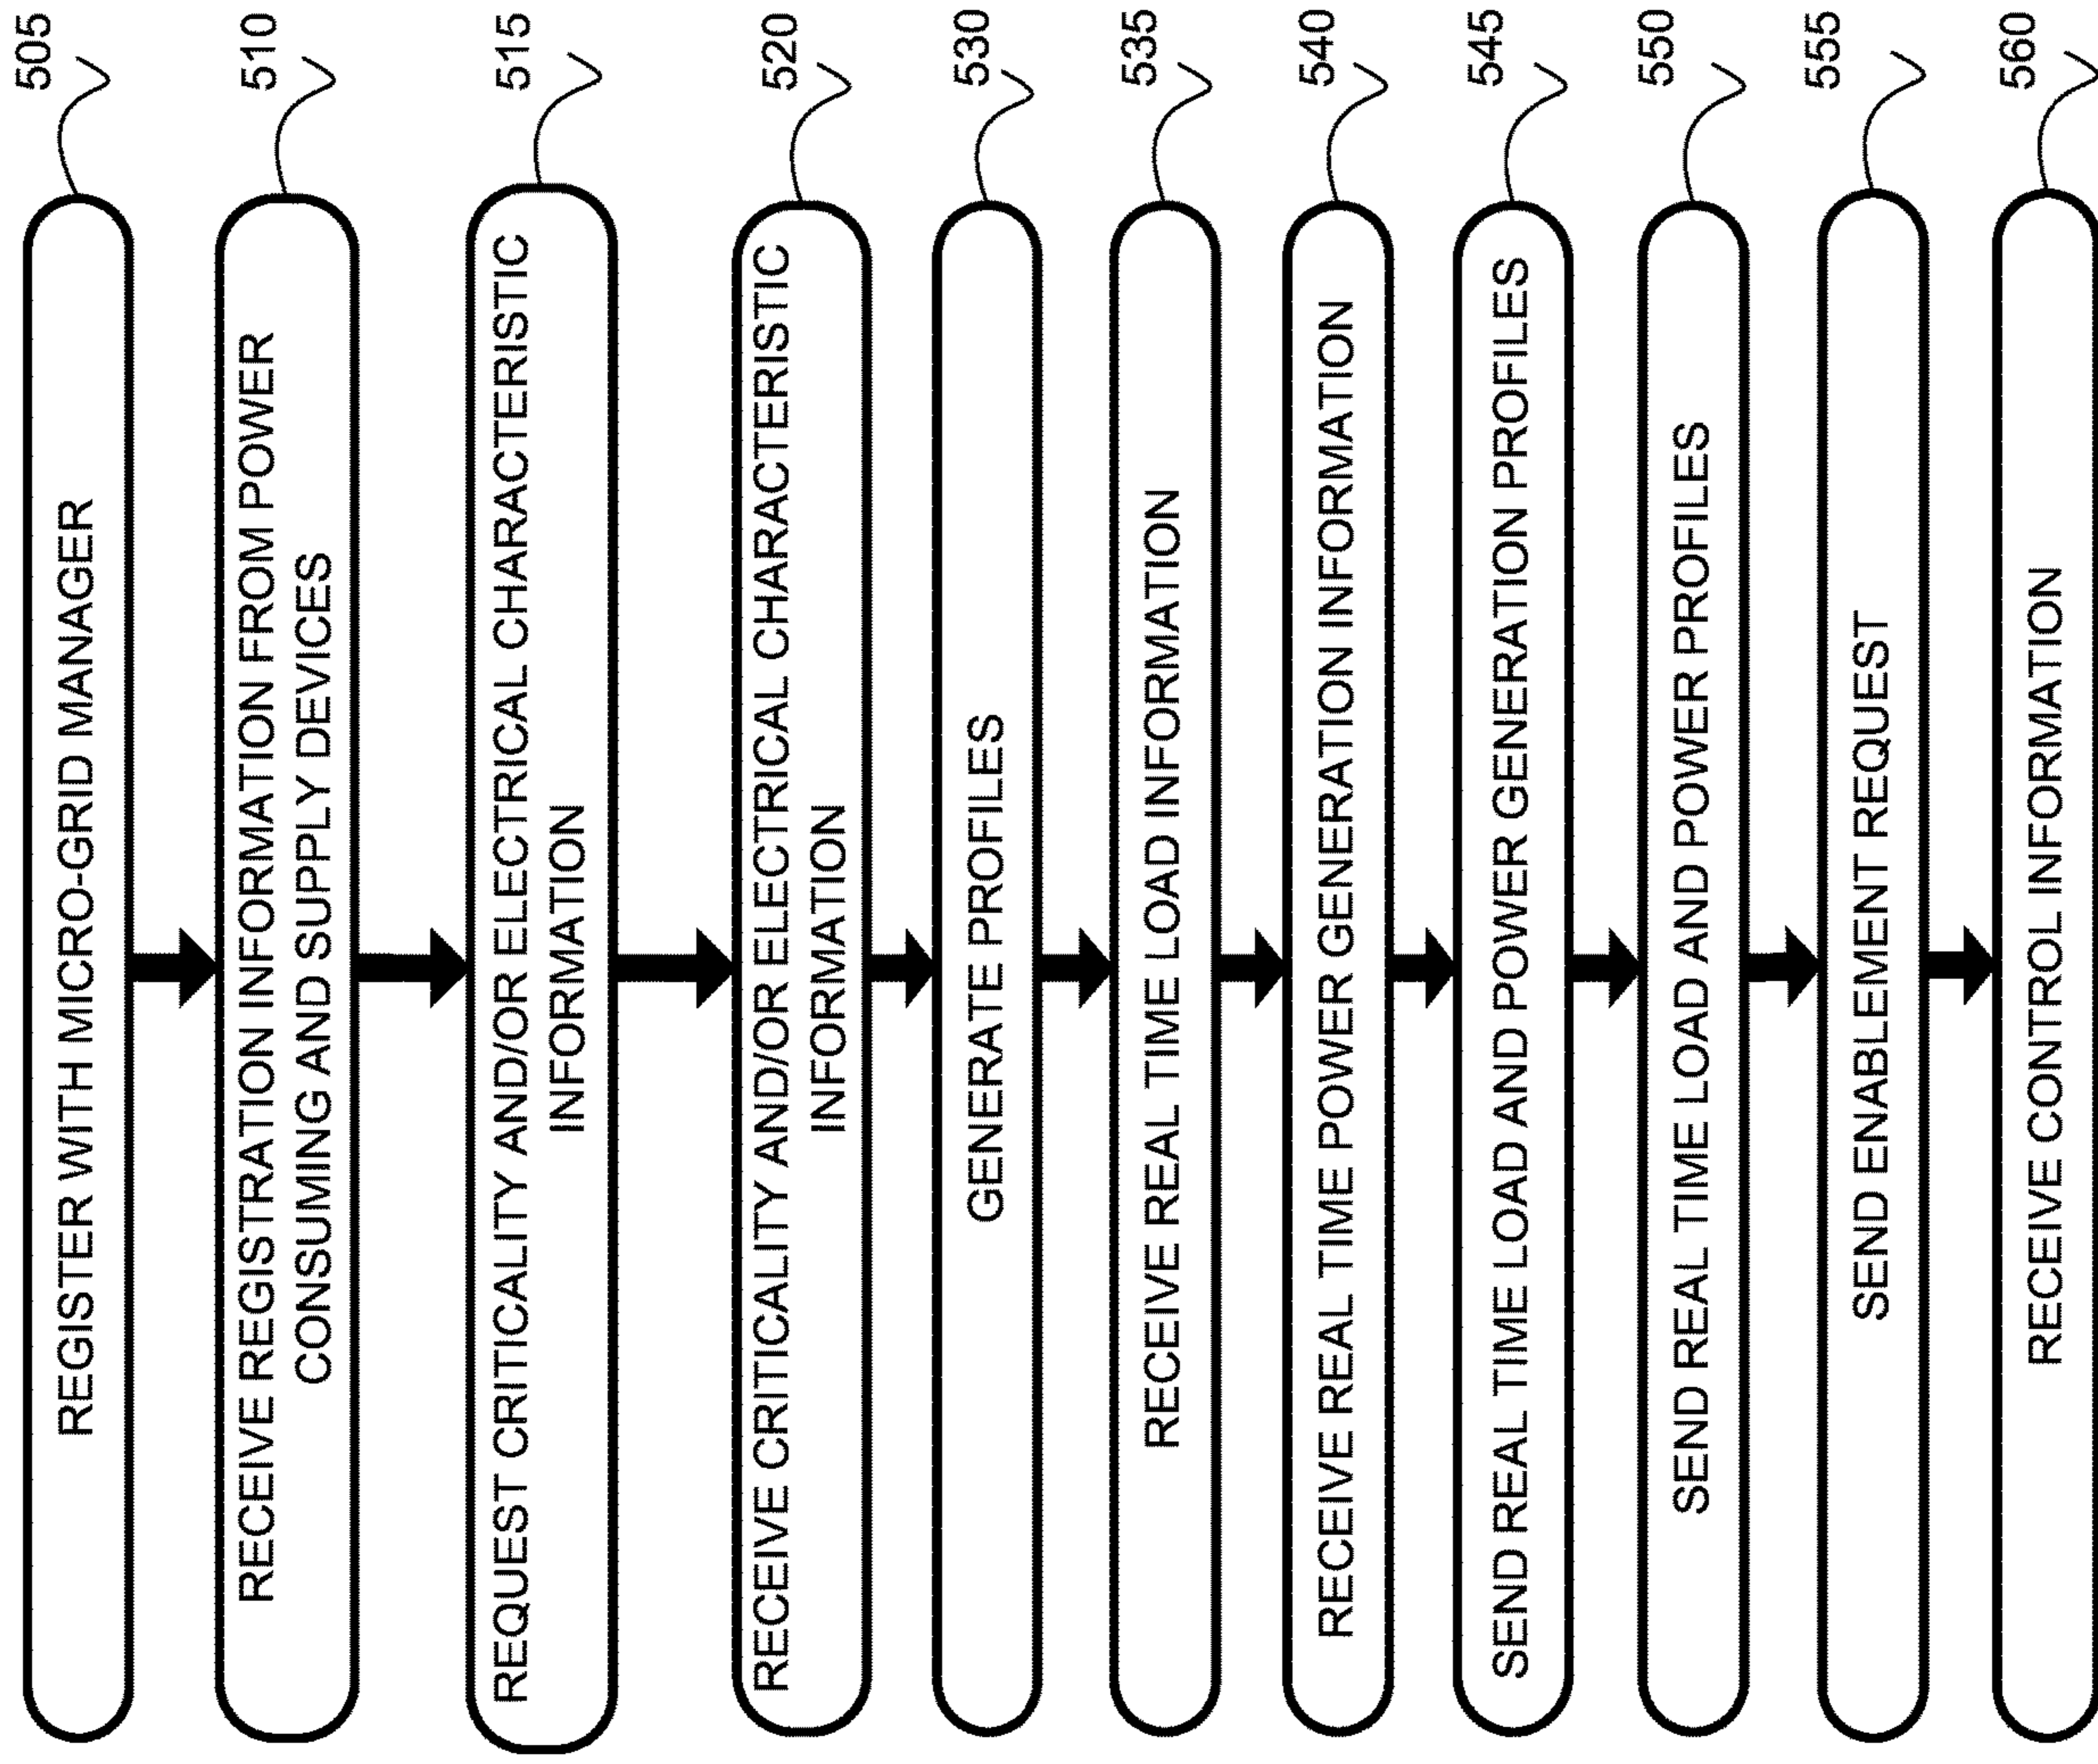 REGISTER WITH MICRO-GRID MANAGER
505
RECEIVE REGISTRATION INFORMATION FROM POWER
CONSUMING AND SUPPLY DEVICES
510
REQUEST CRITICALITY AND/OR ELECTRICAL CHARACTERISTIC
INFORMATION
515
RECEIVE CRITICALITY AND/OR ELECTRICAL CHARACTERISTIC
INFORMATION
520
GENERATE PROFILES
530
RECEIVE REAL TIME LOAD INFORMATION
535
RECEIVE REAL TIME POWER GENERATION INFORMATION
540
SEND REAL TIME LOAD AND POWER GENERATION PROFILES
545
SEND REAL TIME LOAD AND POWER PROFILES
550
SEND ENABLEMENT REQUEST
555
RECEIVE CONTROL INFORMATION
560